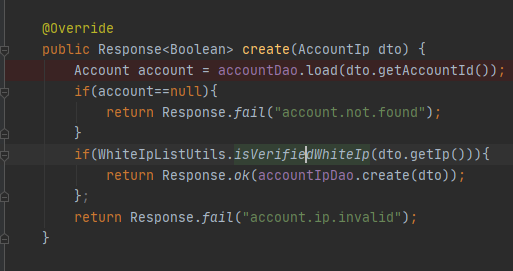 @Override
public Response<Boolean> create(AccountIp dto) {
    Account account = accountDao.load(dto.getAccountId());
    if(account==null){
        return Response.fail("account.not.found");
    }
    if(WhiteIpListUtils.isVerifiedWhiteIp(dto.getIp())){
        return Response.ok(accountIpDao.create(dto));
    };
    return Response.fail("account.ip.invalid");
}